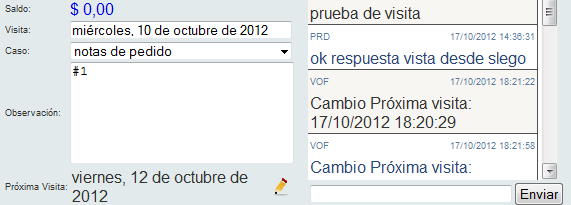 Saldo: $ 0,00
Visita: miércoles, 10 de octubre de 2012
Caso: notas de pedido
Observación: #1
Próxima Visita: viernes, 12 de octubre de
2012
prueba de visita
PRD 17/10/2012 14:36:31
ok respuesta vista desde slego
VOF 17/10/2012 18:21:22
Cambio Próxima visita:
17/10/2012 18:20:29
VOF 17/10/2012 18:21:58
Cambio Próxima visita:
Enviar